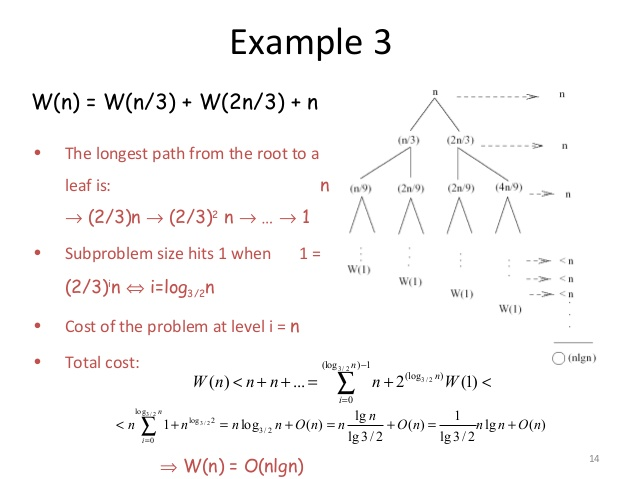 Example 3
W(n) = W(n/3) + W(2n/3) + n
• The longest path from the root to a
leaf is: n
→ (2/3)n → (2/3)² n → … → 1
• Subproblem size hits 1 when 1 =
(2/3)ⁱn ⇔ i=log₃/₂n
• Cost of the problem at level i = n
• Total cost:
W(n) < n + n + ... = ∑_{i=0}^{(log_{3/2} n)−1} n + 2^{(log_{3/2} n)} W(1) <
< n ∑_{i=0}^{log_{3/2} n} 1 + n^{log_{3/2} 2} = n log_{3/2} n + O(n) = n lg n / lg 3/2 + O(n) = 1 / lg 3/2 n lg n + O(n)
⇒ W(n) = O(nlgn)
n n
(n/3) (2n/3) n
(n/9) (2n/9) (2n/9) (4n/9) n
< n
W(1) < n
W(1) < n
W(1)
W(1)
(nlgn)
14